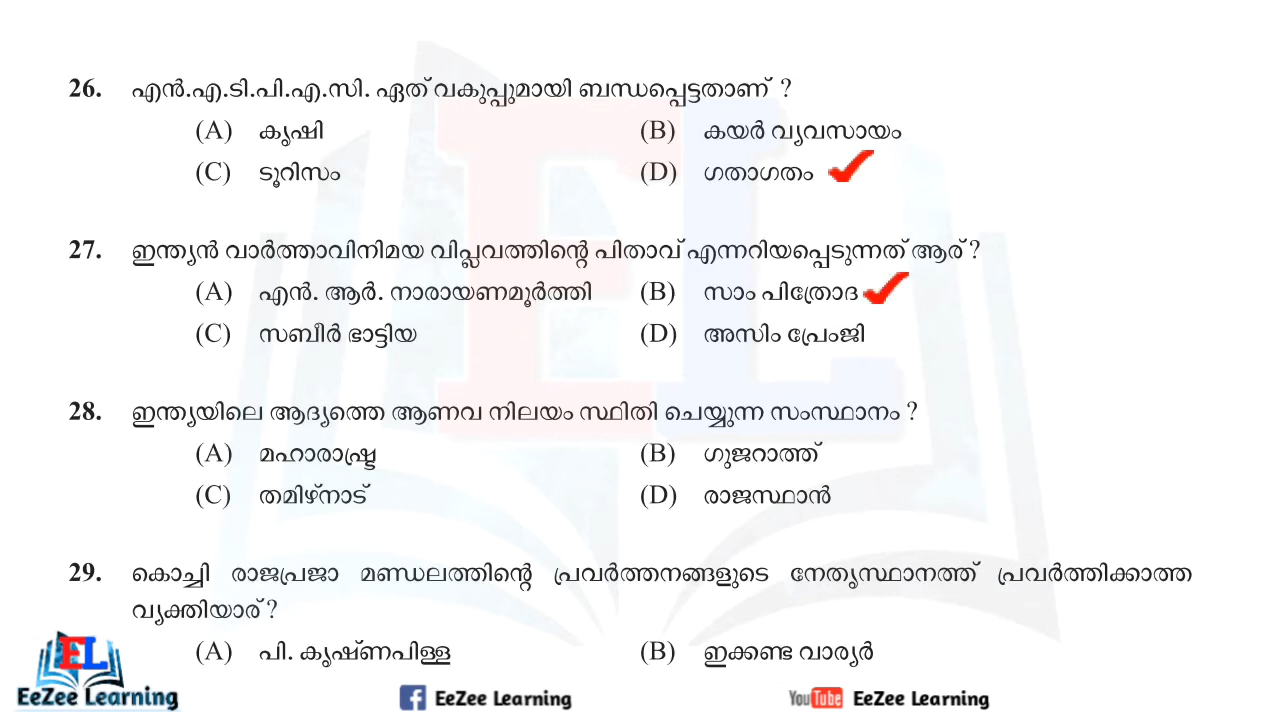 26. എൻ.എ.ടി.പി.എ.സി. ഏത് വകുപ്പുമായി ബന്ധപ്പെട്ടതാണ് ?
(A) കൃഷി (B) കയർ വ്യവസായം
(C) ടൂറിസം (D) ഗതാഗതം
27. ഇന്ത്യൻ വാർത്താവിനിമയ വിപ്ലവത്തിന്റെ പിതാവ് എന്നറിയപ്പെടുന്നത് ആര് ?
(A) എൻ. ആർ. നാരായണമൂർത്തി (B) സാം പിത്രോദ
(C) സബീർ ഭാട്ടിയ (D) അസിം പ്രേംജി
28. ഇന്ത്യയിലെ ആദ്യത്തെ ആണവ നിലയം സ്ഥിതി ചെയ്യുന്ന സംസ്ഥാനം ?
(A) മഹാരാഷ്ട്ര (B) ഗുജറാത്ത്
(C) തമിഴ്നാട് (D) രാജസ്ഥാൻ
29. കൊച്ചി രാജപ്രജാ മണ്ഡലത്തിന്റെ പ്രവർത്തനങ്ങളുടെ നേതൃസ്ഥാനത്ത് പ്രവർത്തിക്കാത്ത
വ്യക്തിയാര് ?
(A) പി. കൃഷ്ണപിള്ള (B) ഇക്കണ്ട വാര്യർ
EL
EeZee Learning
EeZee Learning
YouTube EeZee Learning